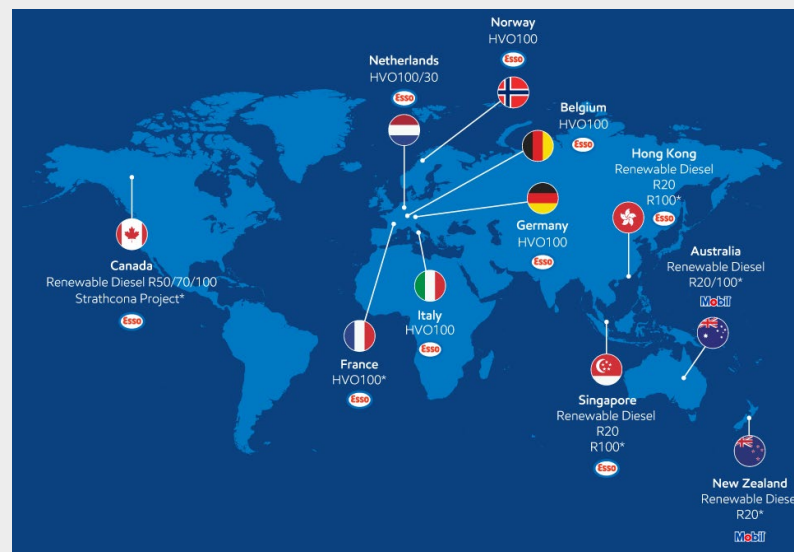 Norway
HVO100
Esso
Netherlands
HVO100/30
Esso
Belgium
HVO100
Esso
Hong Kong
Renewable Diesel
R20
R100*
Esso
Germany
HVO100
Esso
Australia
Renewable Diesel
R20/100*
Mobil
Canada
Renewable Diesel R50/70/100
Strathcona Project*
Esso
Italy
HVO100
Esso
France
HVO100*
Esso
Singapore
Renewable Diesel
R20
R100*
Esso
New Zealand
Renewable Diese
R20*
Mobil